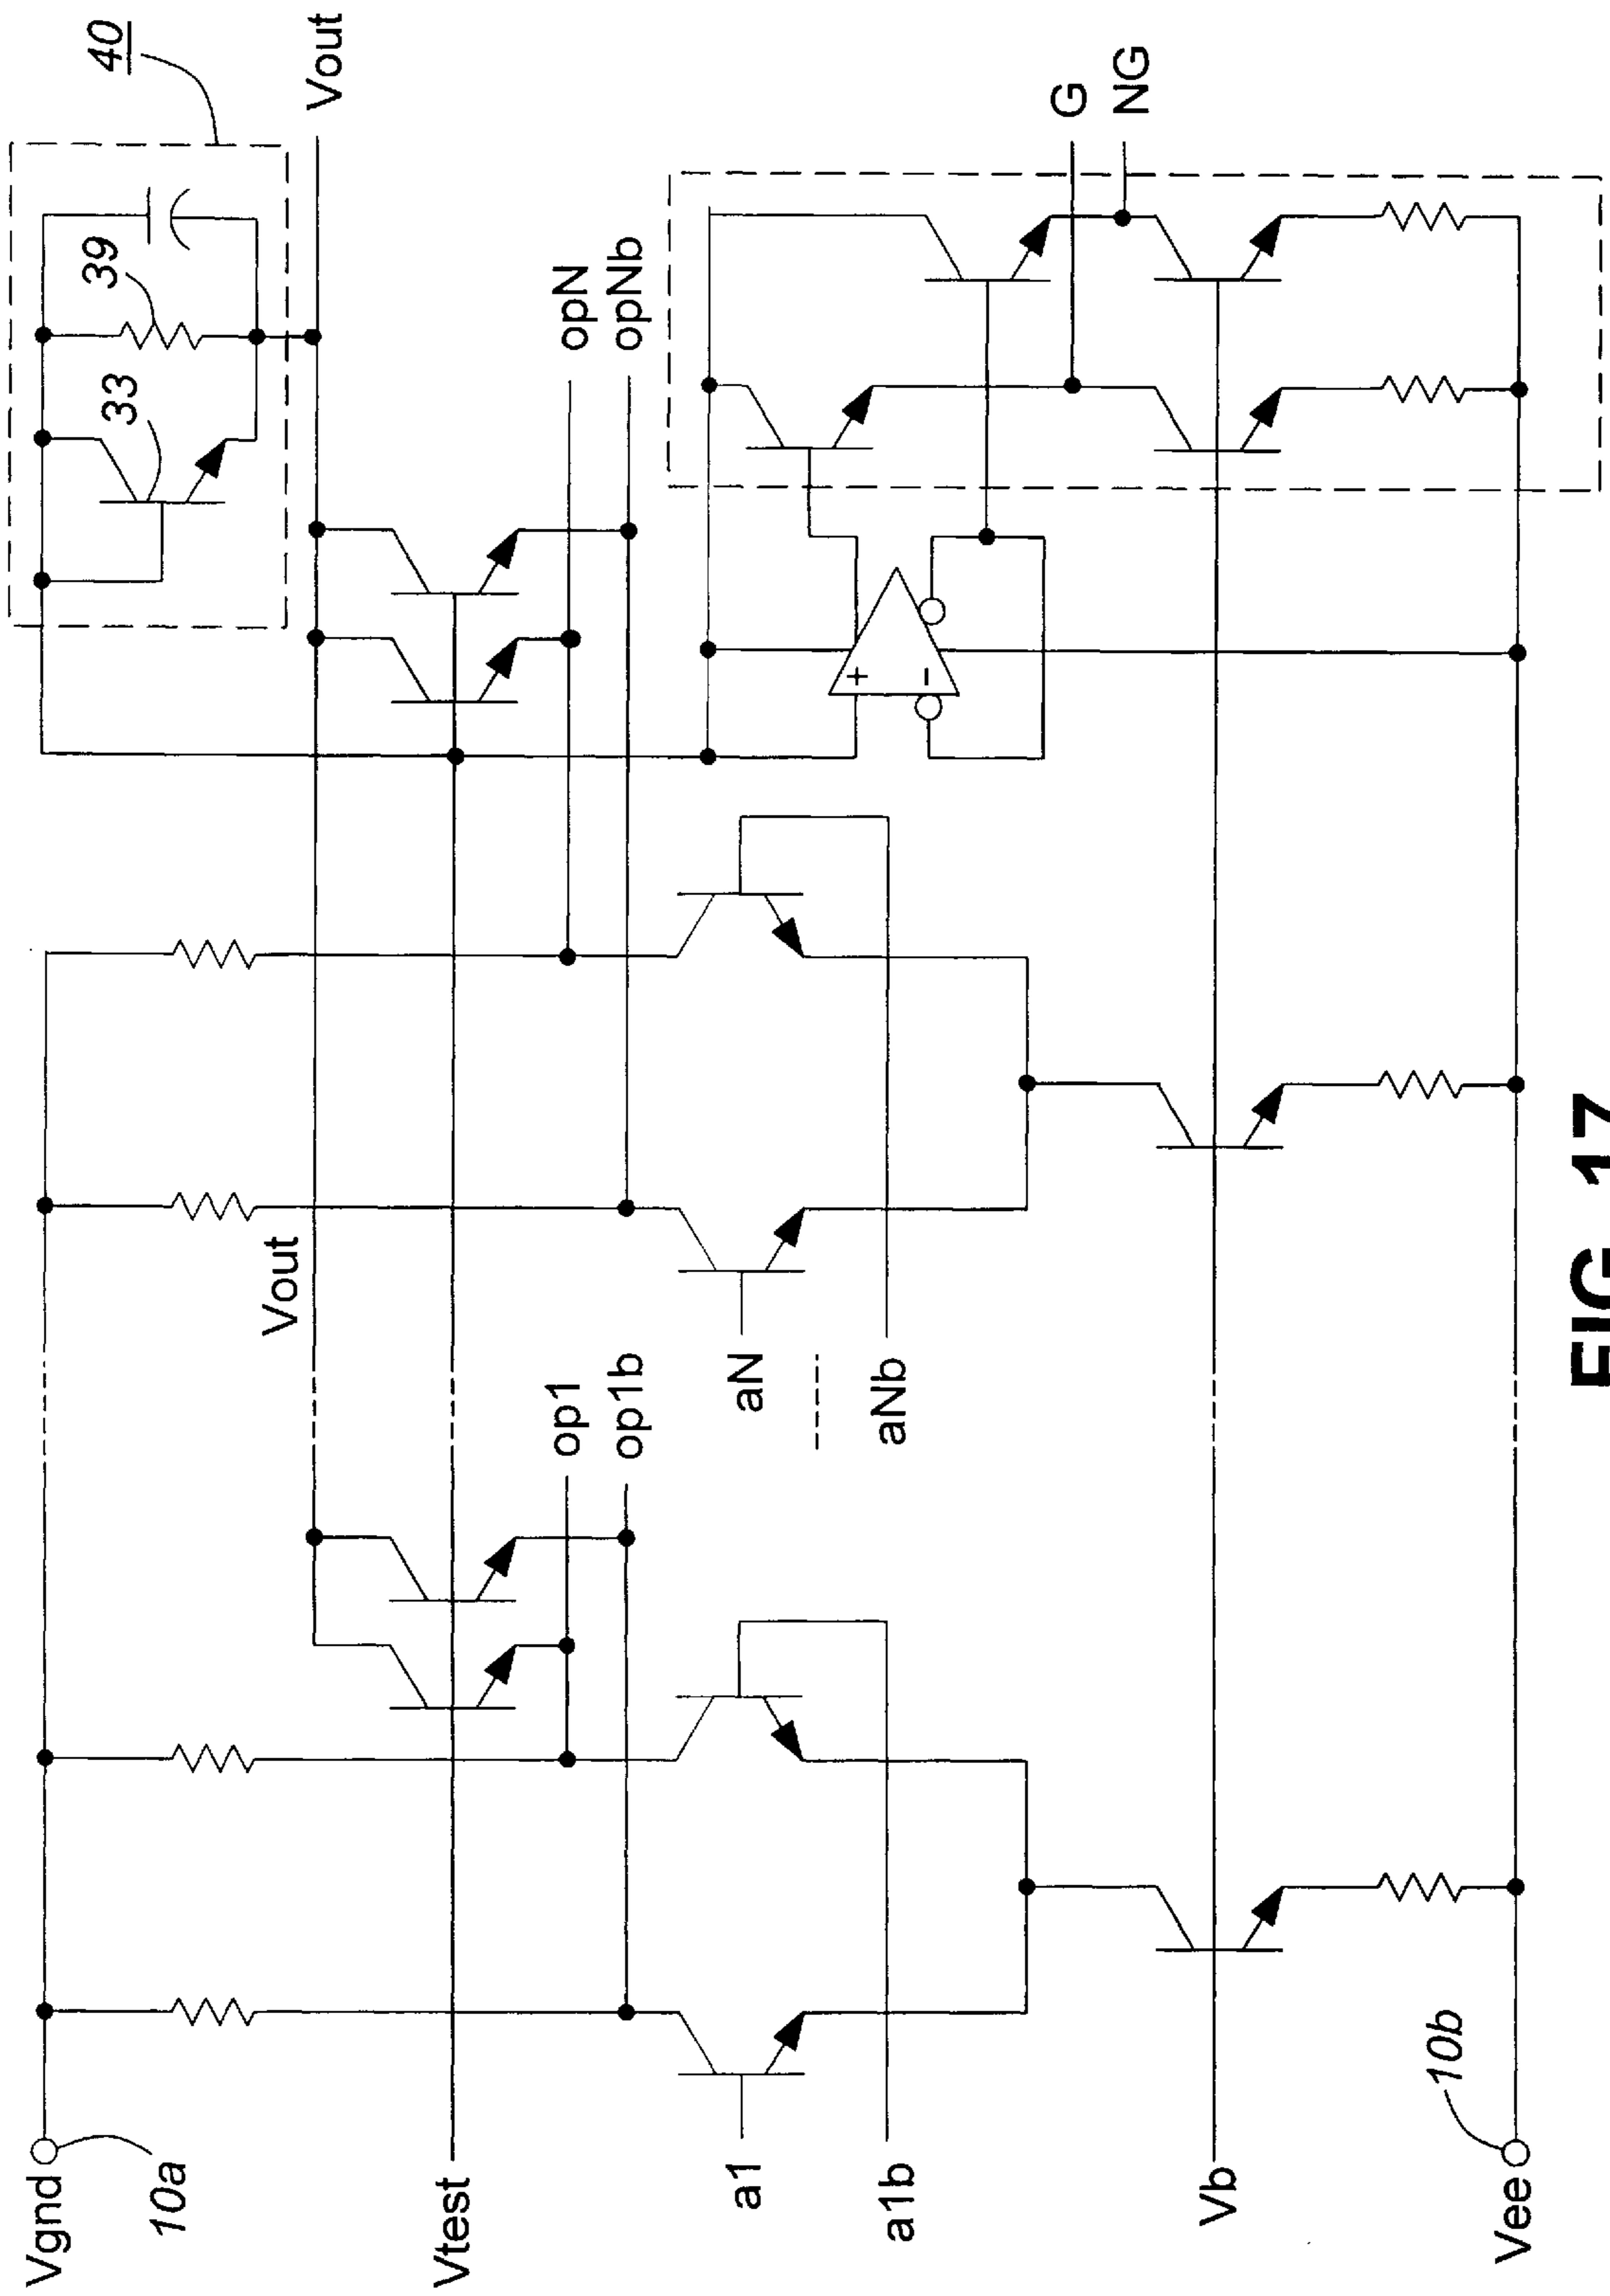 Vgnd
10a
Vtest
a1
a1b
Vb
Vee
10b
op1
op1b
Vout
aN
aNb
opN
opNb
33
39
40
Vout
G
NG
FIG 17